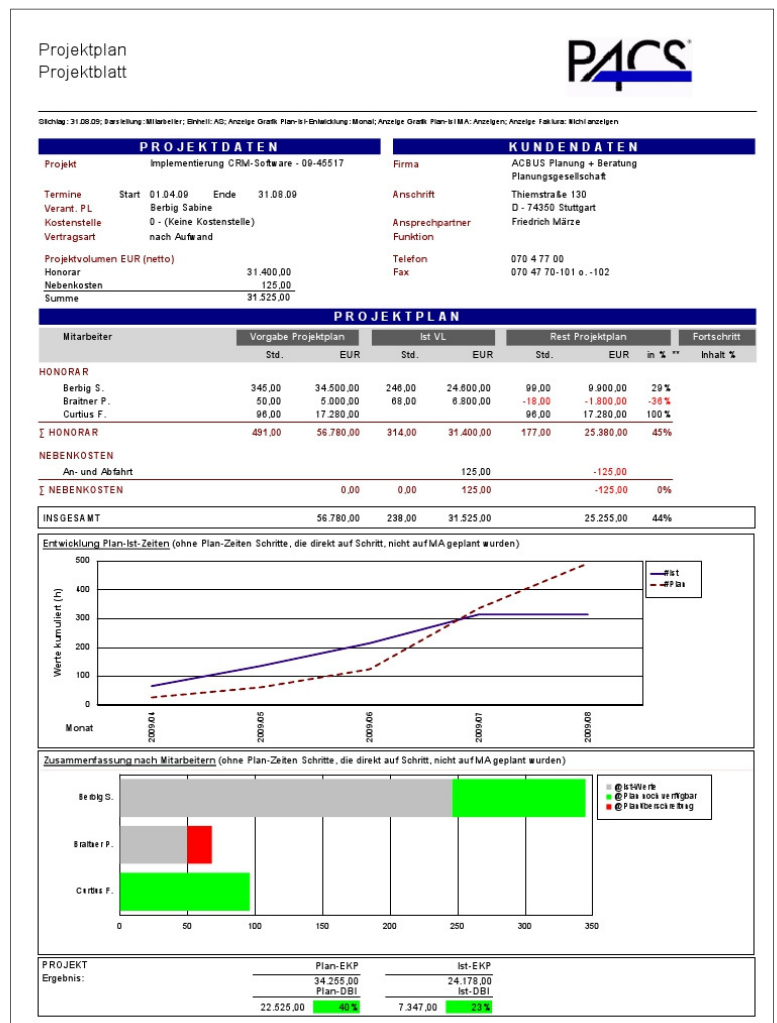 Projektplan
Projektblatt
PACS
Stichtag: 31.08.09; Darstellung: Mitarbeiter; Einheit: AS; Anzeige Grafik Plan-Ist-Entwicklung: Monat; Anzeige Grafik Plan-Ist MA: Anzeigen; Anzeige Faktura: Nicht anzeigen
PROJEKTDATEN
Projekt Implementierung CRM-Software - 09-45517
Termine Start 01.04.09 Ende 31.08.09
Verant. PL Berbig Sabine
Kostenstelle 0 - (Keine Kostenstelle)
Vertragsart nach Aufwand
Projektvolumen EUR (netto)
Honorar 31.400,00
Nebenkosten 125,00
Summe 31.525,00
KUNDENDATEN
Firma ACBUS Planung + Beratung
Planungsgesellschaft
Anschrift Thiemstraße 130
D - 74350 Stuttgart
Ansprechpartner Friedrich Märze
Funktion
Telefon 070 4 77 00
Fax 070 47 70-101 o. -102
PROJEKTPLAN
Mitarbeiter Vorgabe Projektplan Ist VL Rest Projektplan Fortschritt
Std. EUR Std. EUR Std. EUR in % ** Inhalt %
HONORAR
Berbig S. 345,00 34.500,00 246,00 24.600,00 99,00 9.900,00 29%
Braitner P. 50,00 5.000,00 68,00 6.800,00 -18,00 -1.800,00 -36%
Curtius F. 96,00 17.280,00 96,00 17.280,00 100%
∑ HONORAR 491,00 56.780,00 314,00 31.400,00 177,00 25.380,00 45%
NEBENKOSTEN
An- und Abfahrt 125,00 -125,00
∑ NEBENKOSTEN 0,00 0,00 125,00 -125,00 0%
INSGESAMT 56.780,00 238,00 31.525,00 25.255,00 44%
Entwicklung Plan-Ist-Zeiten (ohne Plan-Zeiten Schritte, die direkt auf Schritt, nicht auf MA geplant wurden)
Werte kumuliert (h)
500
400
300
200
100
0
Monat
2009/04
2009/05
2009/06
2009/07
2009/08
#Ist
#Plan
Zusammenfassung nach Mitarbeitern (ohne Plan-Zeiten Schritte, die direkt auf Schritt, nicht auf MA geplant wurden)
Berbig S.
Braitner P.
Curtius F.
0 50 100 150 200 250 300 350
@Ist-Werte
@Plan noch verfügbar
@Planüberschreitung
PROJEKT Plan-EKP Ist-EKP
Ergebnis: 34.255,00 24.178,00
Plan-DBI Ist-DBI
22.525,00 40% 7.347,00 23%